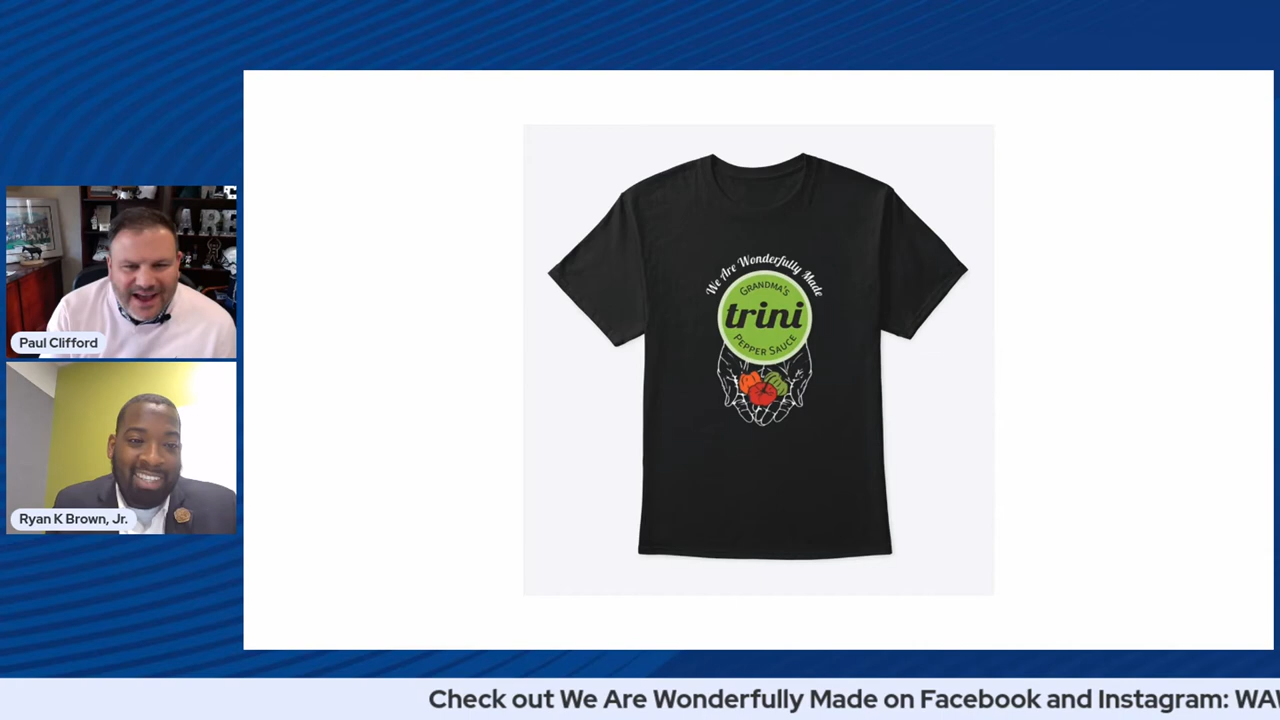 ARE
Paul Clifford
Ryan K Brown, Jr.
We Are Wonderfully Made
GRANDMA'S
trini
PEPPER SAUCE
Check out We Are Wonderfully Made on Facebook and Instagram: